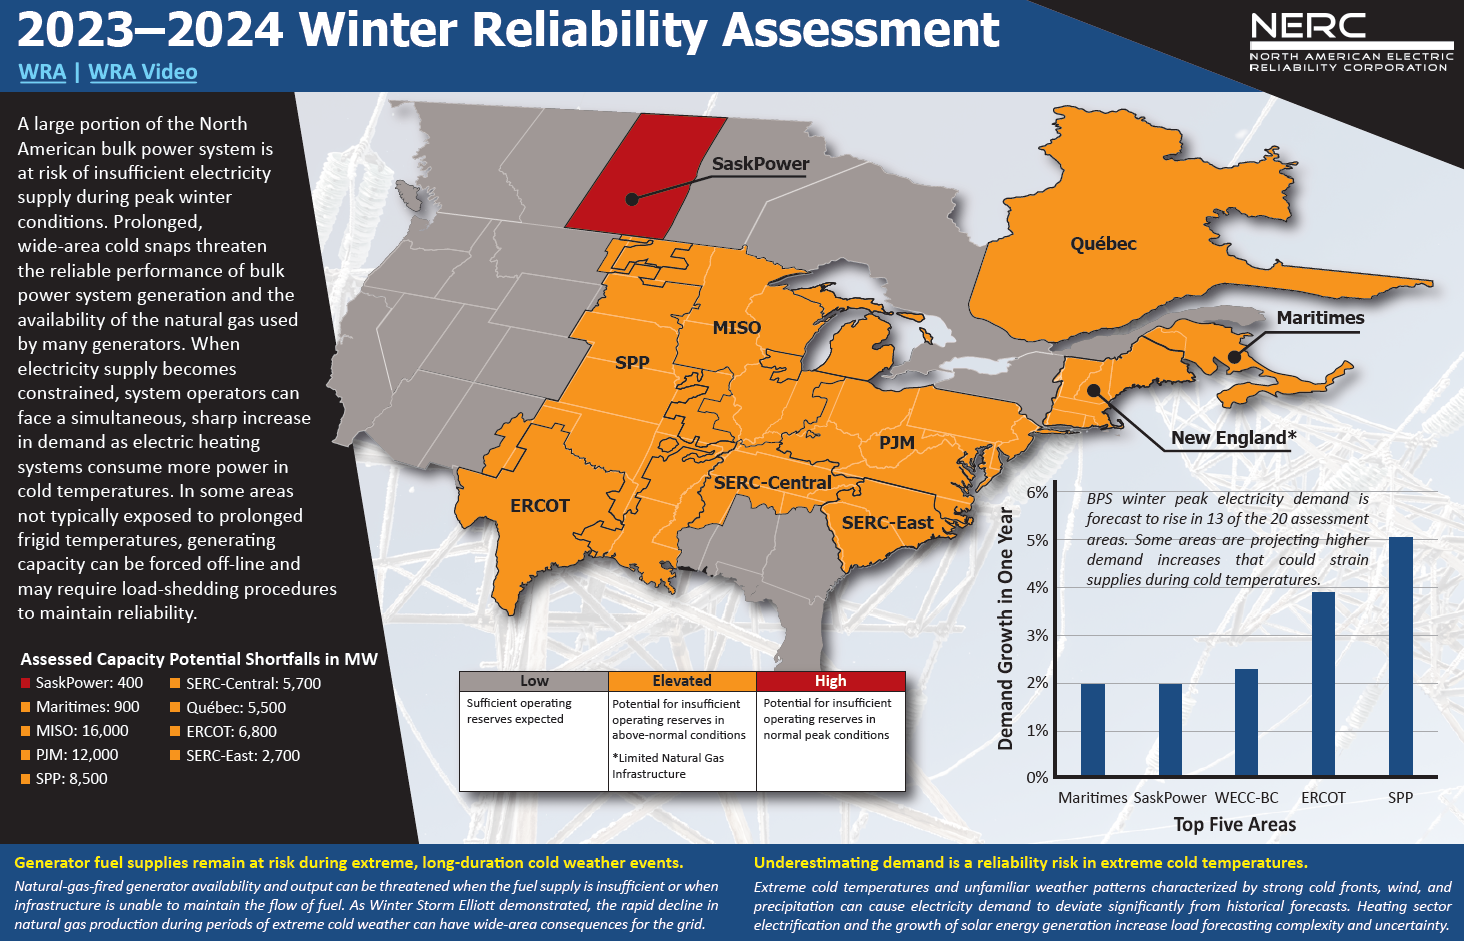 2023–2024 Winter Reliability Assessment
WRA | WRA Video
NERC
NORTH AMERICAN ELECTRIC
RELIABILITY CORPORATION
A large portion of the North
American bulk power system is
at risk of insufficient electricity
supply during peak winter
conditions. Prolonged,
wide-area cold snaps threaten
the reliable performance of bulk
power system generation and the
availability of the natural gas used
by many generators. When
electricity supply becomes
constrained, system operators can
face a simultaneous, sharp increase
in demand as electric heating
systems consume more power in
cold temperatures. In some areas
not typically exposed to prolonged
frigid temperatures, generating
capacity can be forced off-line and
may require load-shedding procedures
to maintain reliability.
Assessed Capacity Potential Shortfalls in MW
SaskPower: 400
Maritimes: 900
MISO: 16,000
PJM: 12,000
SPP: 8,500
SERC-Central: 5,700
Québec: 5,500
ERCOT: 6,800
SERC-East: 2,700
SaskPower
Québec
Maritimes
MISO
SPP
New England*
PJM
SERC-Central
ERCOT
SERC-East
Low
Sufficient operating
reserves expected
Elevated
Potential for insufficient
operating reserves in
above-normal conditions
*Limited Natural Gas
Infrastructure
High
Potential for insufficient
operating reserves in
normal peak conditions
BPS winter peak electricity demand is
forecast to rise in 13 of the 20 assessment
areas. Some areas are projecting higher
demand increases that could strain
supplies during cold temperatures.
Demand Growth in One Year
6%
5%
4%
3%
2%
1%
0%
Maritimes SaskPower WECC-BC ERCOT SPP
Top Five Areas
Generator fuel supplies remain at risk during extreme, long-duration cold weather events.
Natural-gas-fired generator availability and output can be threatened when the fuel supply is insufficient or when
infrastructure is unable to maintain the flow of fuel. As Winter Storm Elliott demonstrated, the rapid decline in
natural gas production during periods of extreme cold weather can have wide-area consequences for the grid.
Underestimating demand is a reliability risk in extreme cold temperatures.
Extreme cold temperatures and unfamiliar weather patterns characterized by strong cold fronts, wind, and
precipitation can cause electricity demand to deviate significantly from historical forecasts. Heating sector
electrification and the growth of solar energy generation increase load forecasting complexity and uncertainty.